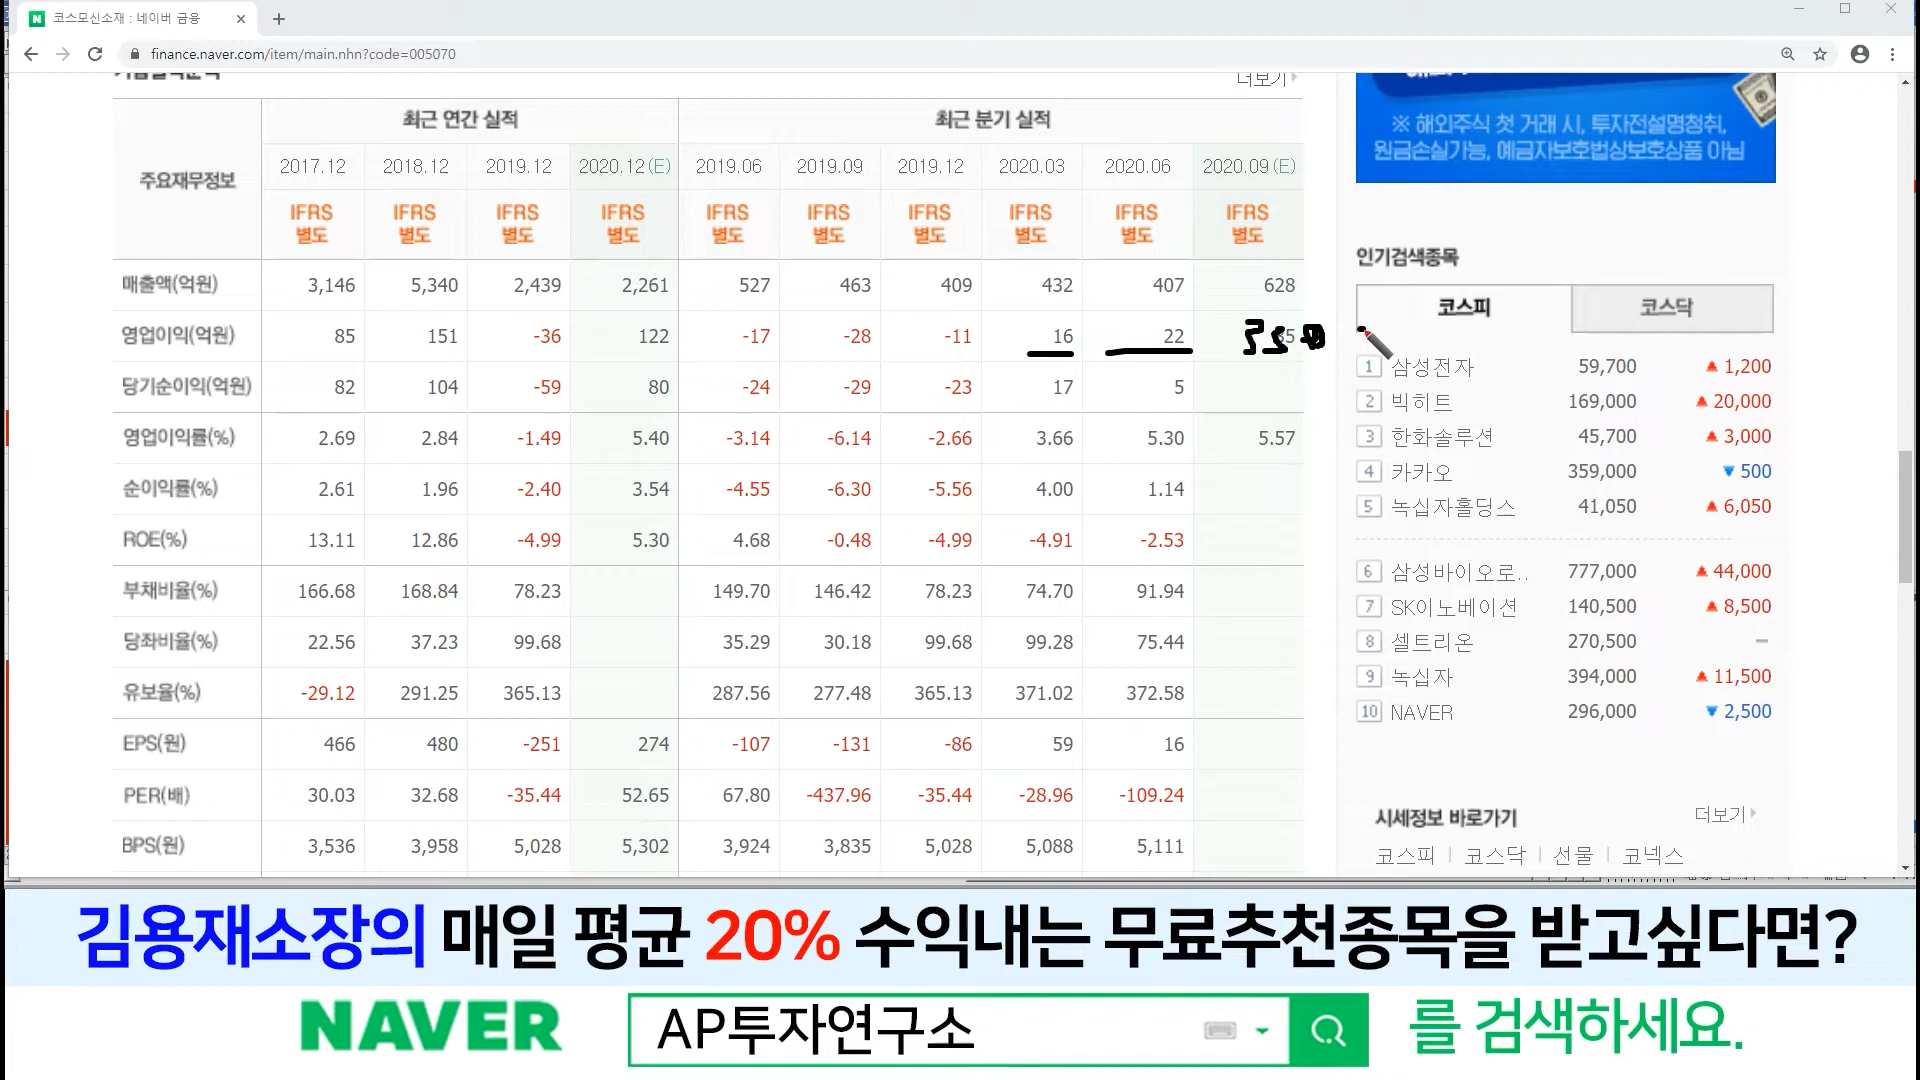 코스모신소재 : 네이버 금융
finance.naver.com/item/main.nhn?code=005070
더보기
주요재무정보 최근 연간 실적 최근 분기 실적
2017.12 2018.12 2019.12 2020.12(E) 2019.06 2019.09 2019.12 2020.03 2020.06 2020.09(E)
IFRS IFRS IFRS IFRS IFRS IFRS IFRS IFRS IFRS IFRS
별도 별도 별도 별도 별도 별도 별도 별도 별도 별도
매출액(억원) 3,146 5,340 2,439 2,261 527 463 409 432 407 628
영업이익(억원) 85 151 -36 122 -17 -28 -11 16 22
당기순이익(억원) 82 104 -59 80 -24 -29 -23 17 5
영업이익률(%) 2.69 2.84 -1.49 5.40 -3.14 -6.14 -2.66 3.66 5.30 5.57
순이익률(%) 2.61 1.96 -2.40 3.54 -4.55 -6.30 -5.56 4.00 1.14
ROE(%) 13.11 12.86 -4.99 5.30 4.68 -0.48 -4.99 -4.91 -2.53
부채비율(%) 166.68 168.84 78.23 149.70 146.42 78.23 74.70 91.94
당좌비율(%) 22.56 37.23 99.68 35.29 30.18 99.68 99.28 75.44
유보율(%) -29.12 291.25 365.13 287.56 277.48 365.13 371.02 372.58
EPS(원) 466 480 -251 274 -107 -131 -86 59 16
PER(배) 30.03 32.68 -35.44 52.65 67.80 -437.96 -35.44 -28.96 -109.24
BPS(원) 3,536 3,958 5,028 5,302 3,924 3,835 5,028 5,088 5,111
※ 해외주식 첫 거래 시, 투자전설명청취,
원금손실가능, 예금자보호법상보호상품 아님
인기검색종목
코스피 코스닥
1 삼성전자 59,700 ▲ 1,200
2 빅히트 169,000 ▲ 20,000
3 한화솔루션 45,700 ▲ 3,000
4 카카오 359,000 ▼ 500
5 녹십자홀딩스 41,050 ▲ 6,050
6 삼성바이오로.. 777,000 ▲ 44,000
7 SK이노베이션 140,500 ▲ 8,500
8 셀트리온 270,500 –
9 녹십자 394,000 ▲ 11,500
10 NAVER 296,000 ▼ 2,500
시세정보 바로가기 더보기
코스피 | 코스닥 | 선물 | 코넥스
김용재소장의 매일 평균 20% 수익내는 무료추천종목을 받고싶다면?
NAVER AP투자연구소 를 검색하세요.